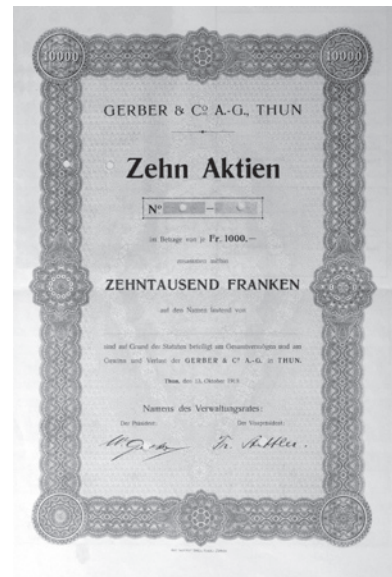 10000 10000
GERBER & Cº A.-G., THUN
Zehn Aktien
Nº –
im Betrage von je Fr. 1000.—
zusammen additiv
ZEHNTAUSEND FRANKEN
auf den Namen lautend von
sind auf Grund der Statuten beteiligt am Gesamtvermögen und am
Gewinn und Verlust der GERBER & Cº A.-G. in THUN.
Thun, den 15. Oktober
Namens des Verwaltungsrates:
Der Präsident: Der Vizepräsident: